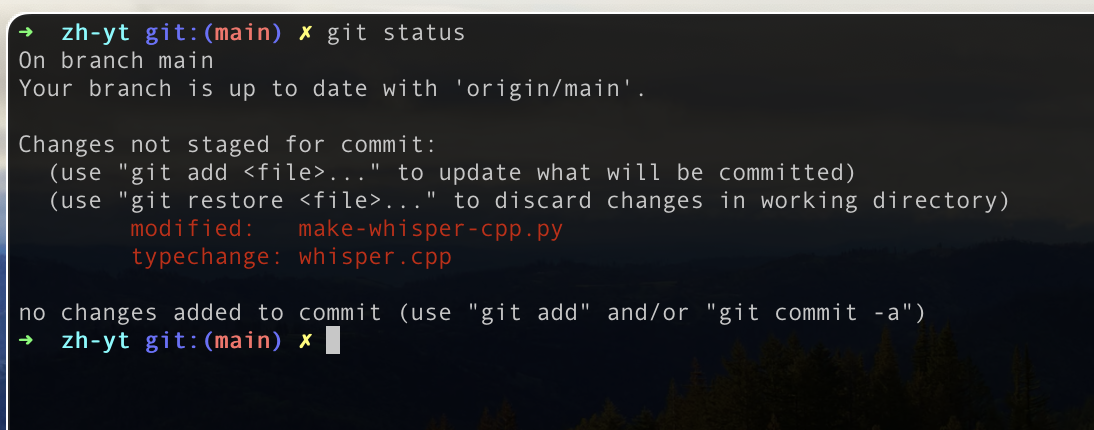 ➜  zh-yt git:(main) ✗ git status
On branch main
Your branch is up to date with 'origin/main'.

Changes not staged for commit:
  (use "git add <file>..." to update what will be committed)
  (use "git restore <file>..." to discard changes in working directory)
        modified:   make-whisper-cpp.py
        typechange: whisper.cpp

no changes added to commit (use "git add" and/or "git commit -a")
➜  zh-yt git:(main) ✗